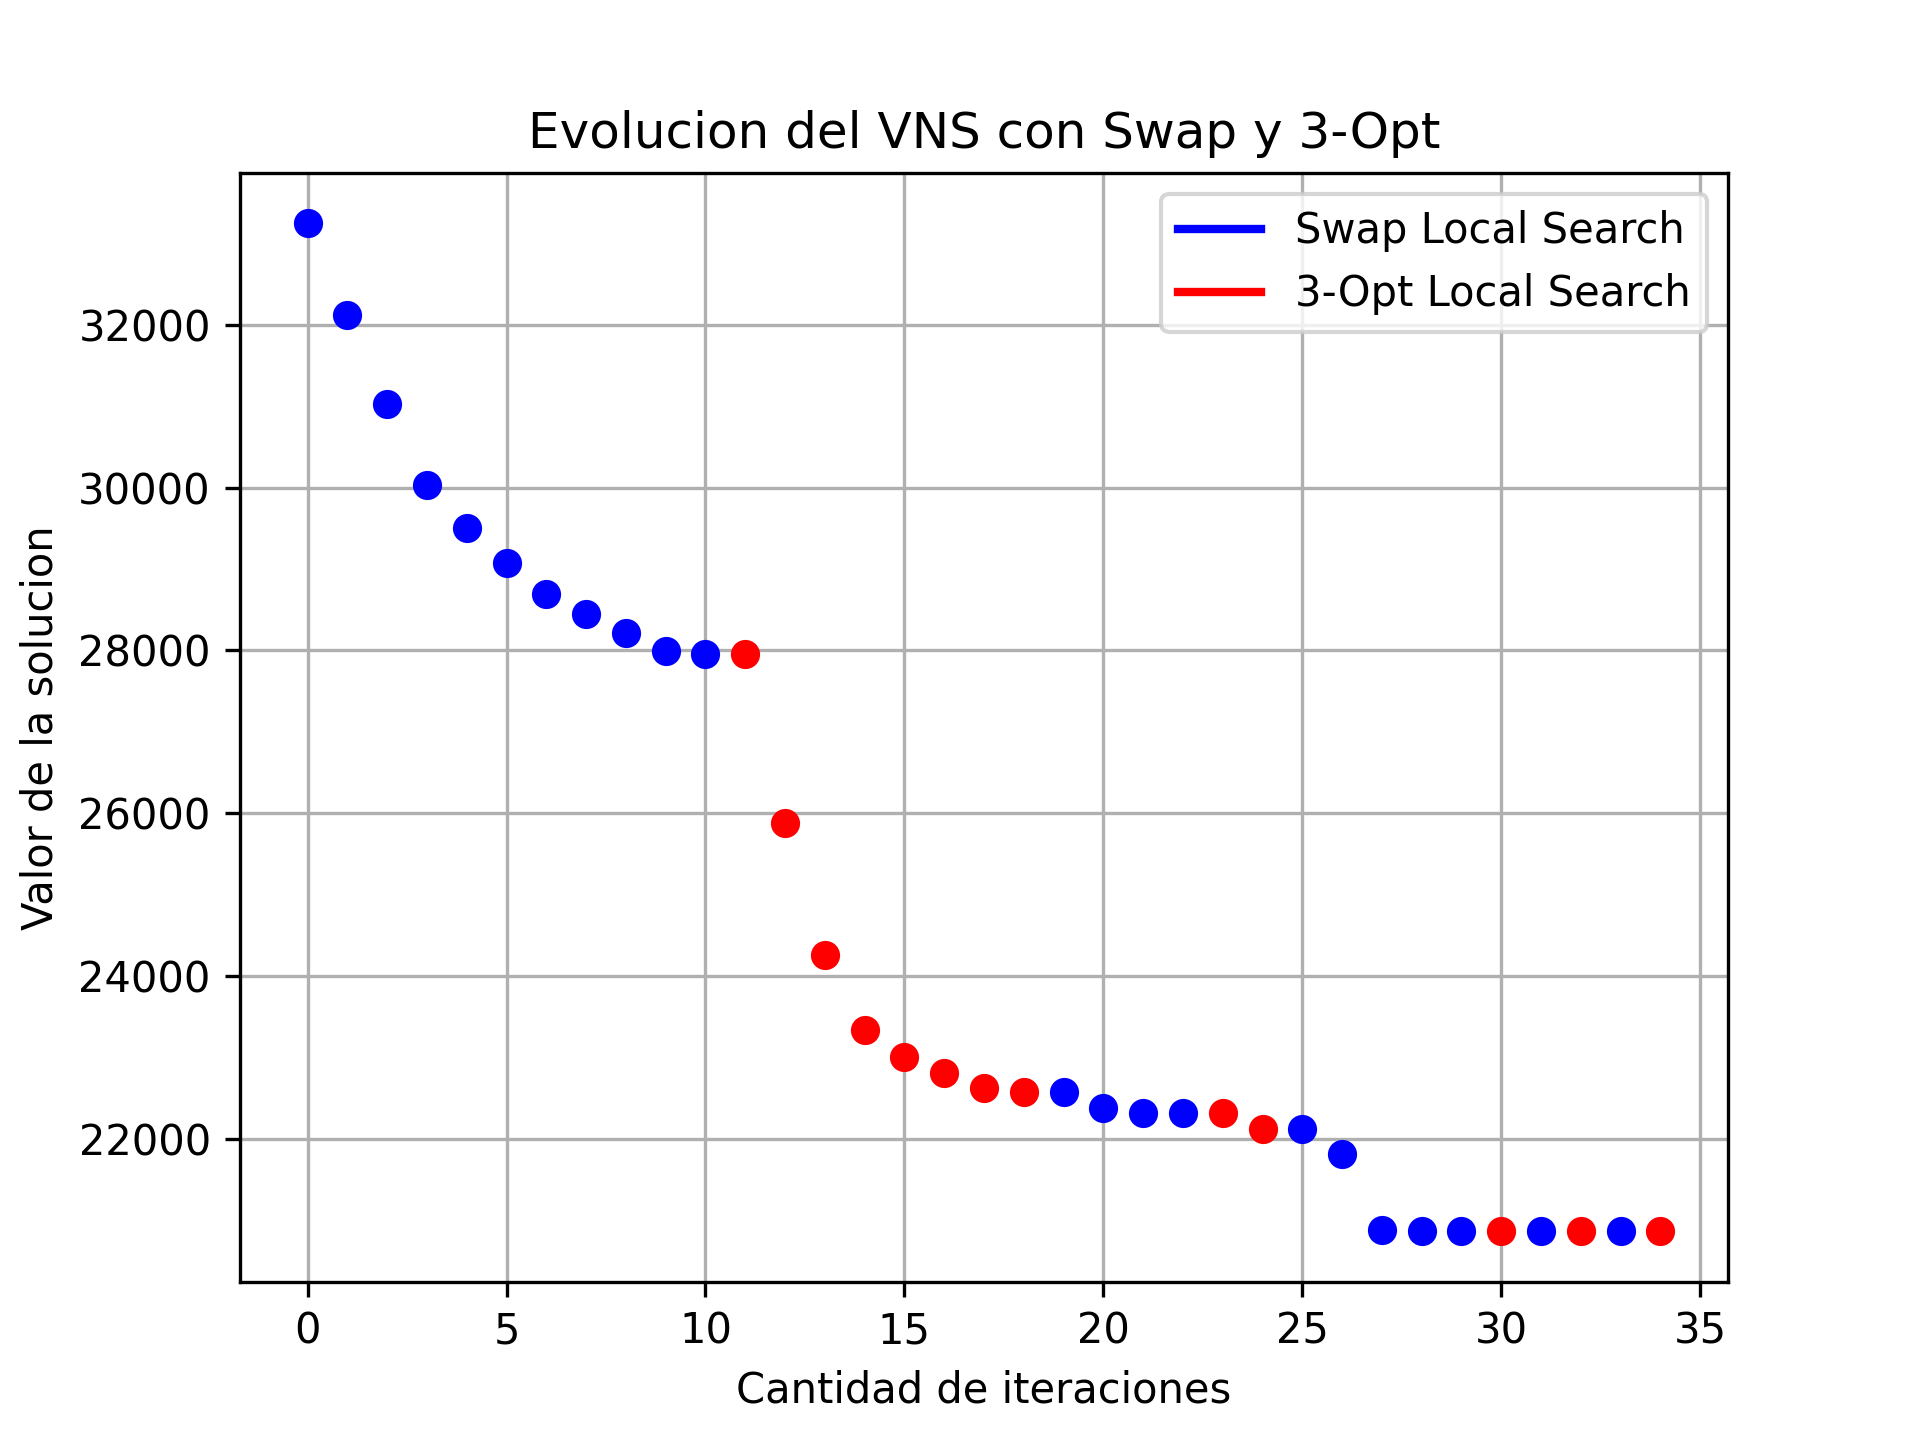 Evolucion del VNS con Swap y 3-Opt
Swap Local Search
3-Opt Local Search
32000
30000
28000
26000
24000
22000
Valor de la solucion
0 5 10 15 20 25 30 35
Cantidad de iteraciones